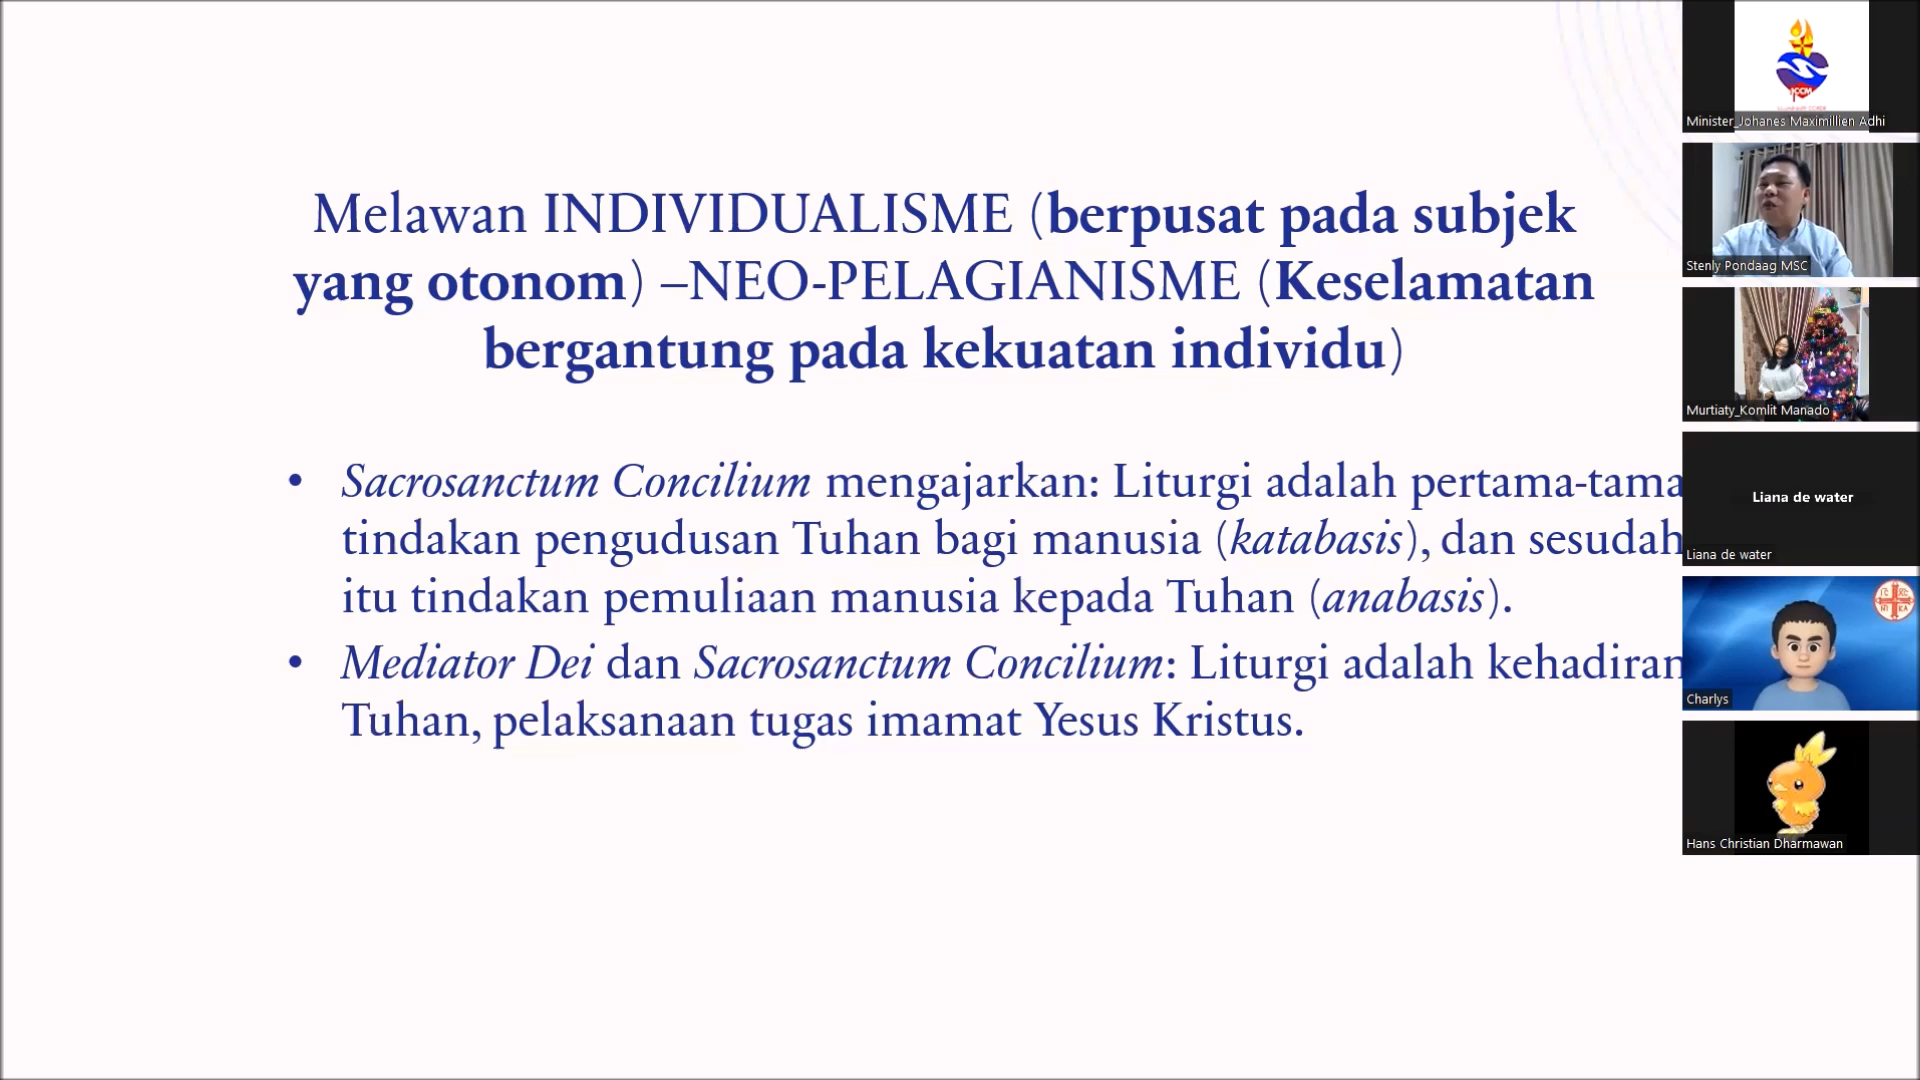 Melawan INDIVIDUALISME (berpusat pada subjek
yang otonom) –NEO-PELAGIANISME (Keselamatan
bergantung pada kekuatan individu)
• Sacrosanctum Concilium mengajarkan: Liturgi adalah pertama-tama
tindakan pengudusan Tuhan bagi manusia (katabasis), dan sesudah
itu tindakan pemuliaan manusia kepada Tuhan (anabasis).
• Mediator Dei dan Sacrosanctum Concilium: Liturgi adalah kehadiran
Tuhan, pelaksanaan tugas imamat Yesus Kristus.
Minister_Johanes Maximillien Adhi
Stenly Pondaag MSC
Murtiaty_Komlit Manado
Liana de water
Liana de water
Charlys
Hans Christian Dharmawan